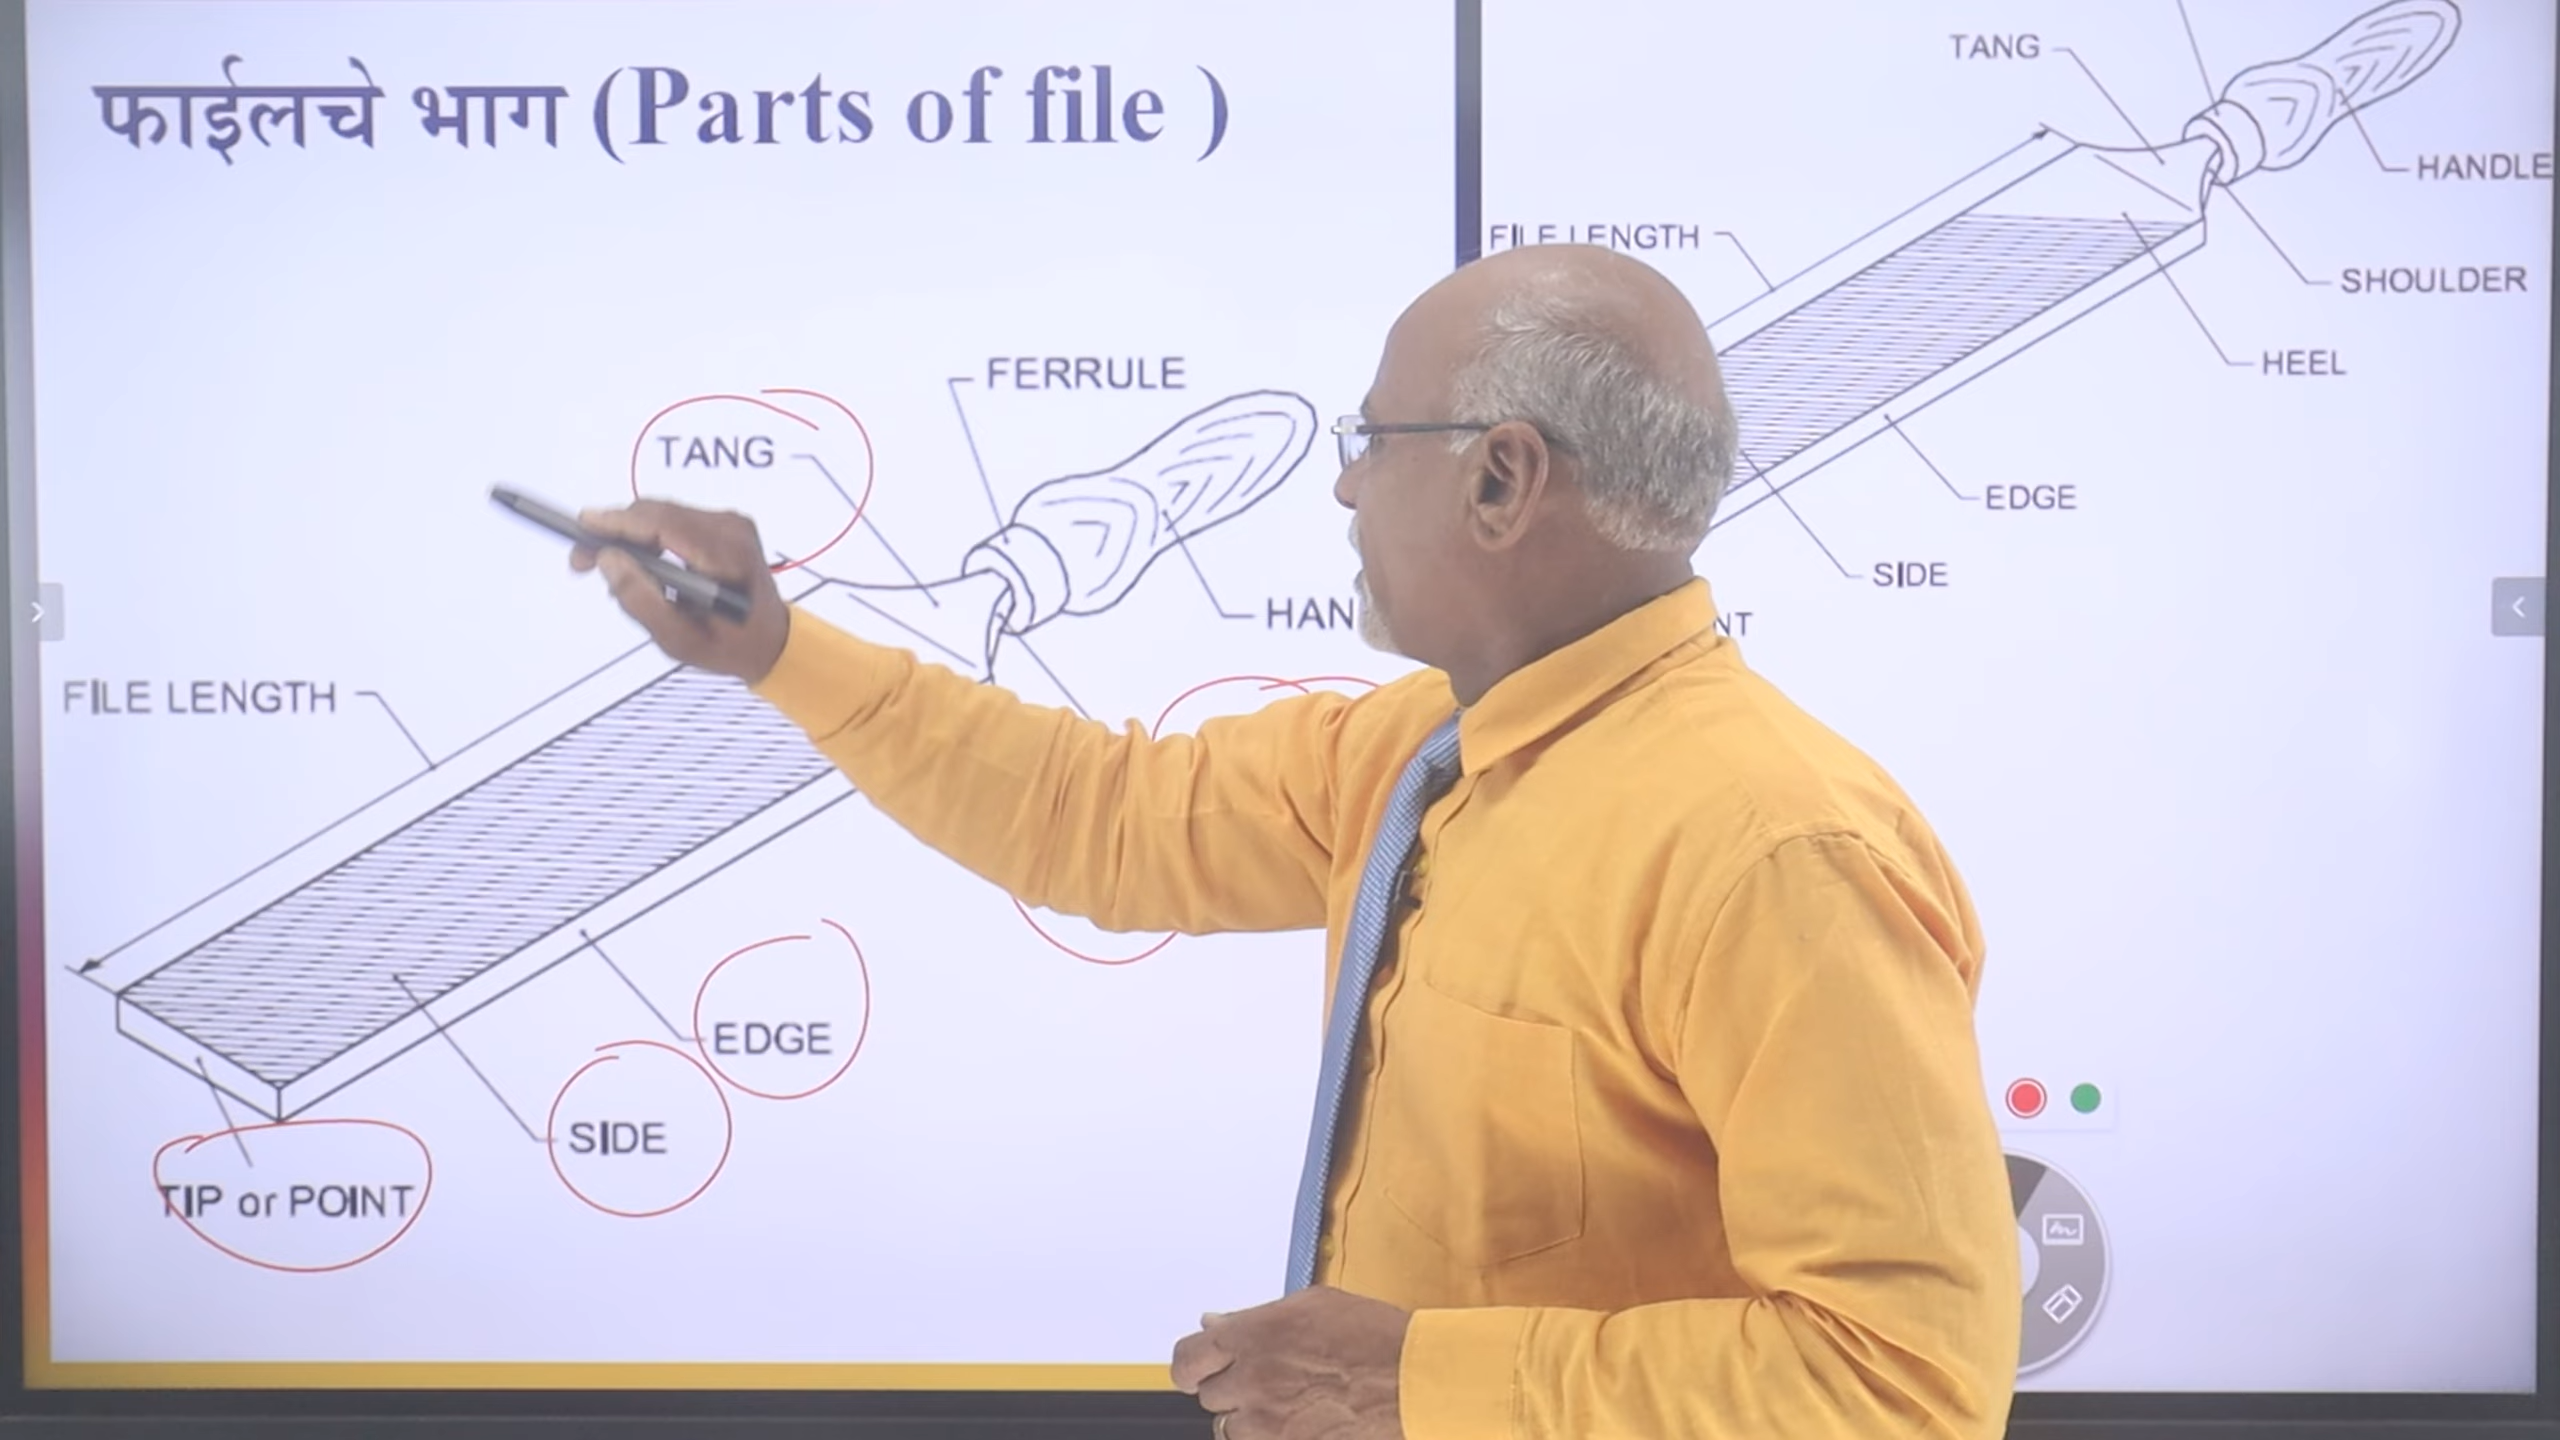 फाईलचे भाग (Parts of file )
FERRULE
TANG
FILE LENGTH
EDGE
SIDE
TIP or POINT
TANG
HANDLE
FILE LENGTH
SHOULDER
HEEL
EDGE
SIDE